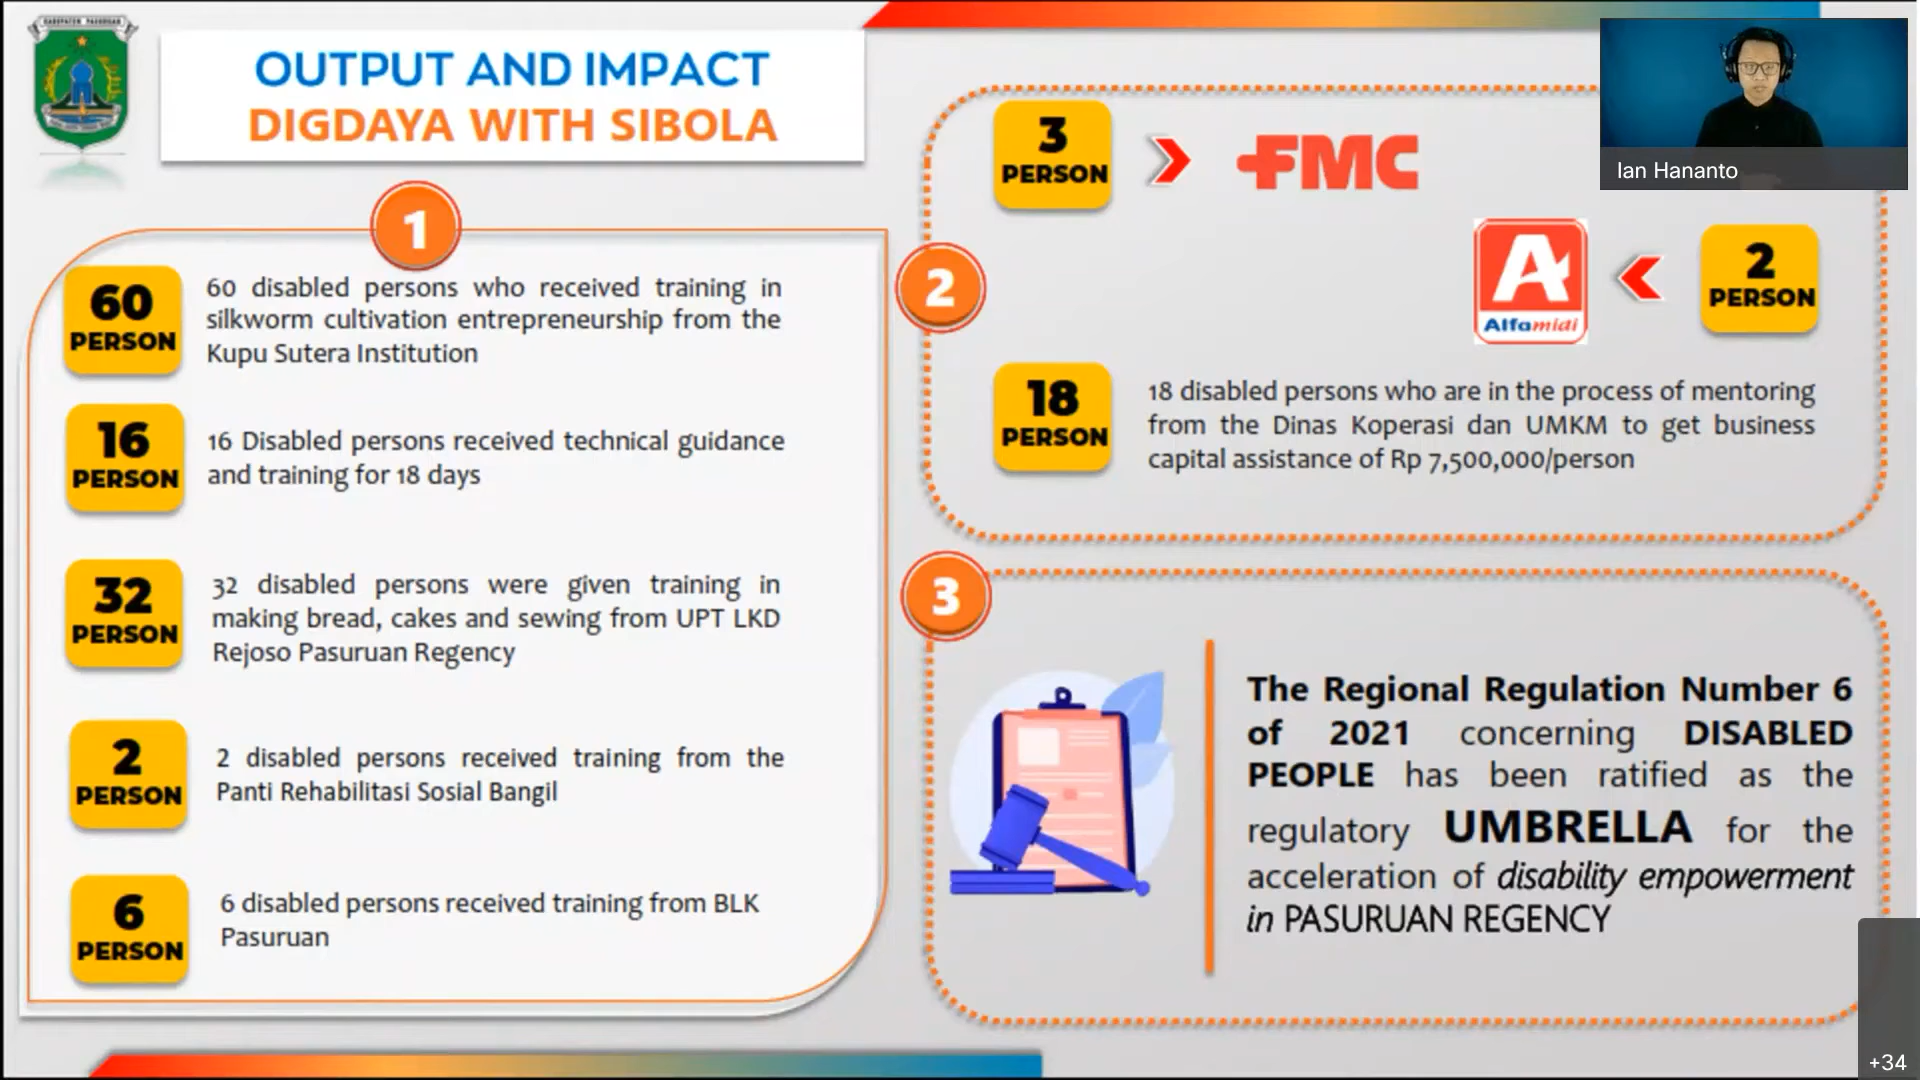 KABUPATEN PASURUAN
OUTPUT AND IMPACT
DIGDAYA WITH SIBOLA
1
60
PERSON
60 disabled persons who received training in
silkworm cultivation entrepreneurship from the
Kupu Sutera Institution
16
PERSON
16 Disabled persons received technical guidance
and training for 18 days
32
PERSON
32 disabled persons were given training in
making bread, cakes and sewing from UPT LKD
Rejoso Pasuruan Regency
2
PERSON
2 disabled persons received training from the
Panti Rehabilitasi Sosial Bangil
6
PERSON
6 disabled persons received training from BLK
Pasuruan
2
3
PERSON
FMC
A
Alfamidi
2
PERSON
18
PERSON
18 disabled persons who are in the process of mentoring
from the Dinas Koperasi dan UMKM to get business
capital assistance of Rp 7,500,000/person
3
The Regional Regulation Number 6
of 2021 concerning DISABLED
PEOPLE has been ratified as the
regulatory UMBRELLA for the
acceleration of disability empowerment
in PASURUAN REGENCY
Ian Hananto
+34